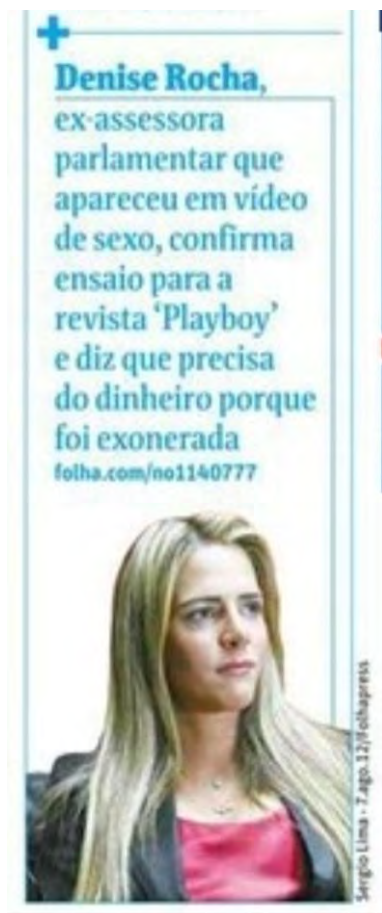 Denise Rocha,
ex-assessora
parlamentar que
apareceu em vídeo
de sexo, confirma
ensaio para a
revista ‘Playboy’
e diz que precisa
do dinheiro porque
foi exonerada
folha.com/no1140777
Sergio Lima - 7.ago.12/Folhapress